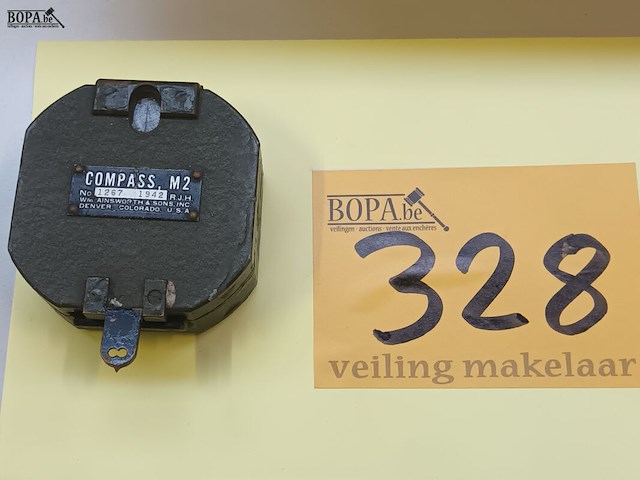 BOPA.be
veilingen - auctions - vente aux enchères
COMPASS, M2
No 1267 1942 R.J.H.
WM. AINSWORTH & SONS, INC
DENVER, COLORADO, U.S.A
BOPA.be
veilingen - auctions - vente aux enchères
328
veiling makelaar